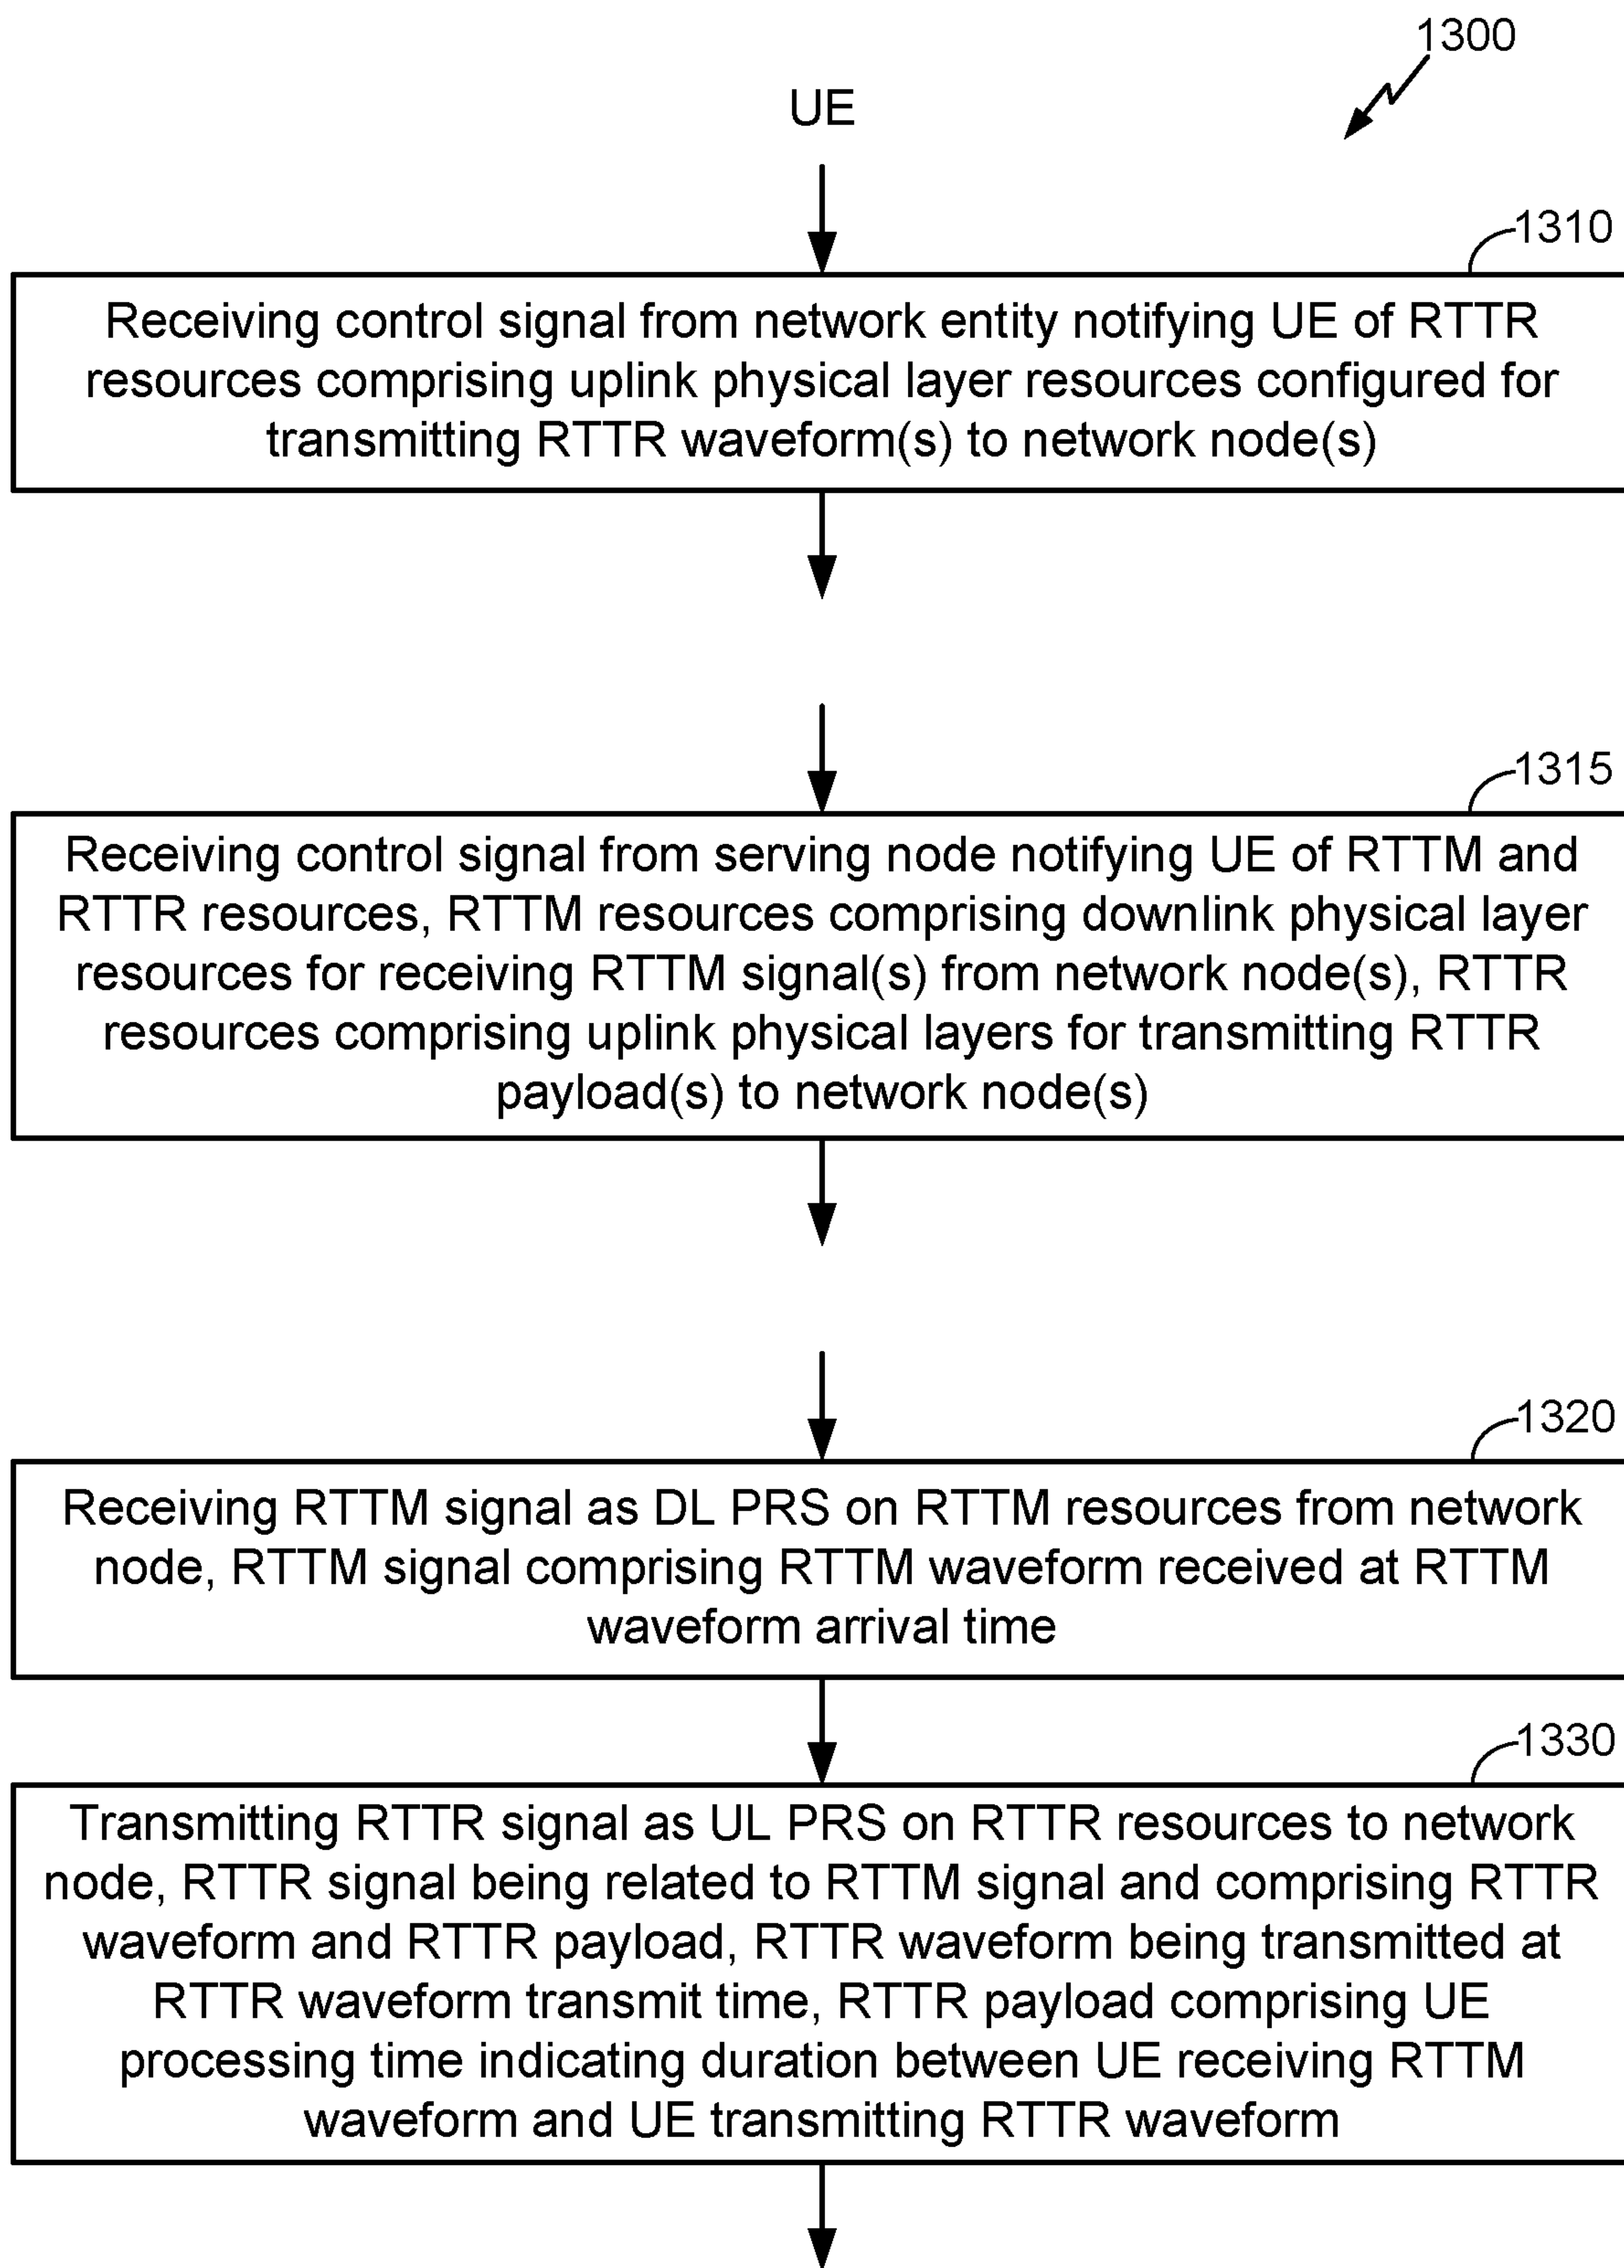 1300
UE
1310
Receiving control signal from network entity notifying UE of RTTR
resources comprising uplink physical layer resources configured for
transmitting RTTR waveform(s) to network node(s)
1315
Receiving control signal from serving node notifying UE of RTTM and
RTTR resources, RTTM resources comprising downlink physical layer
resources for receiving RTTM signal(s) from network node(s), RTTR
resources comprising uplink physical layers for transmitting RTTR
payload(s) to network node(s)
1320
Receiving RTTM signal as DL PRS on RTTM resources from network
node, RTTM signal comprising RTTM waveform received at RTTM
waveform arrival time
1330
Transmitting RTTR signal as UL PRS on RTTR resources to network
node, RTTR signal being related to RTTM signal and comprising RTTR
waveform and RTTR payload, RTTR waveform being transmitted at
RTTR waveform transmit time, RTTR payload comprising UE
processing time indicating duration between UE receiving RTTM
waveform and UE transmitting RTTR waveform